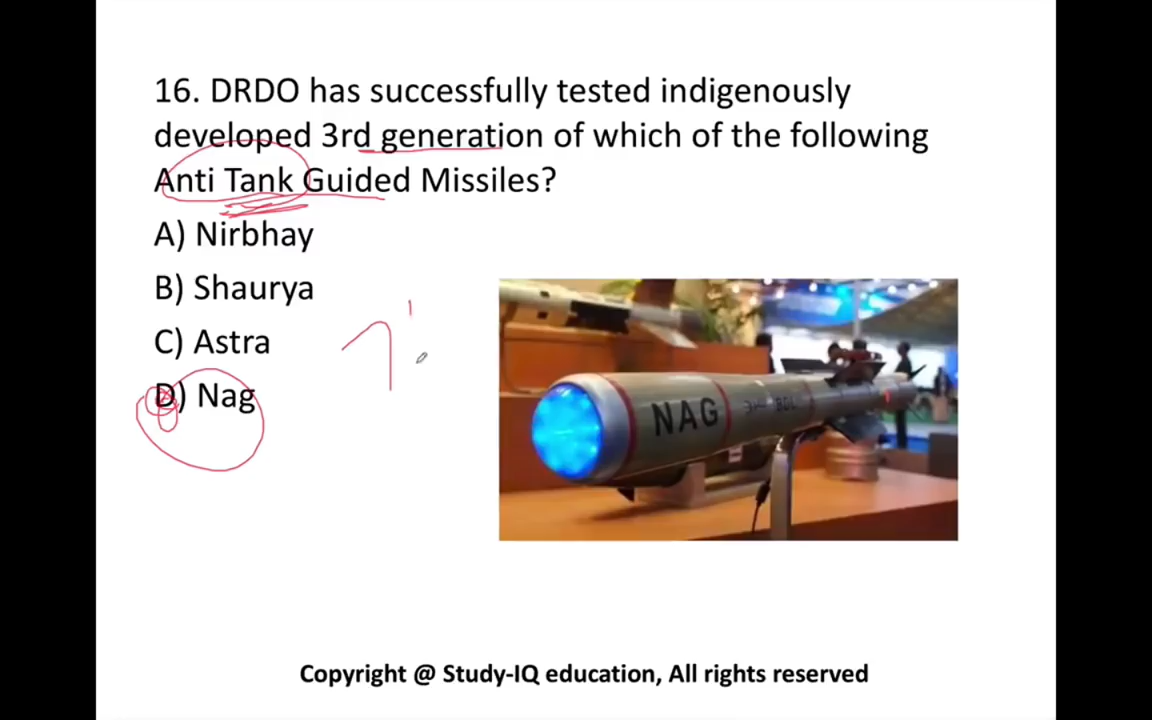 16. DRDO has successfully tested indigenously
developed 3rd generation of which of the following
Anti Tank Guided Missiles?
A) Nirbhay
B) Shaurya
C) Astra
D) Nag
NAG
BDL
Copyright @ Study-IQ education, All rights reserved